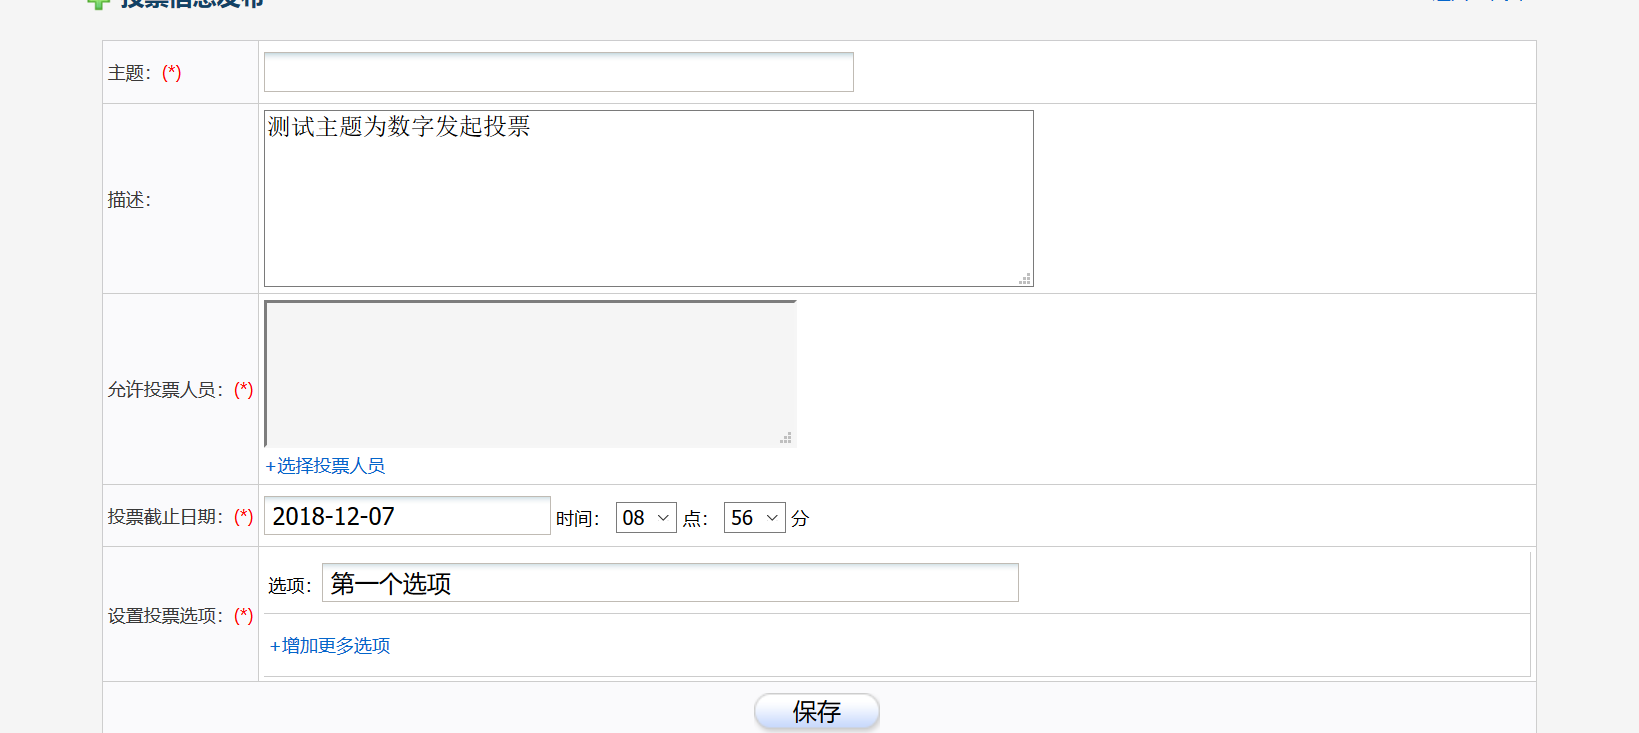 投票信息发布
主题：(*)
描述：
测试主题为数字发起投票
允许投票人员：(*)
+选择投票人员
投票截止日期：(*)
2018-12-07 时间： 08 点： 56 分
设置投票选项：(*)
选项： 第一个选项
+增加更多选项
保存